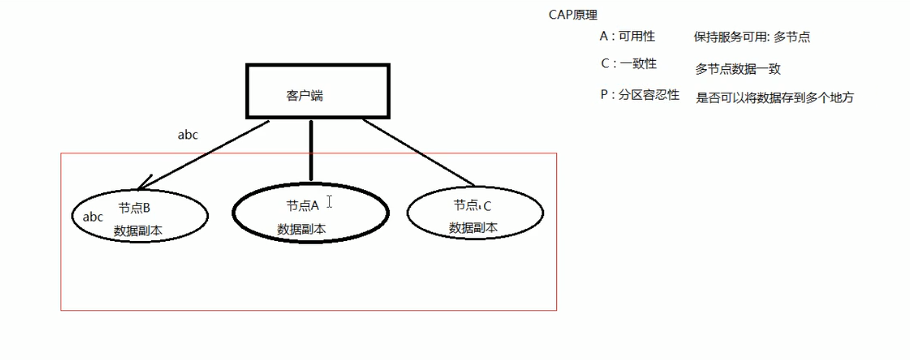 CAP原理
A：可用性 保持服务可用: 多节点
C：一致性 多节点数据一致
P：分区容忍性 是否可以将数据存到多个地方
客户端
abc
abc
节点B
数据副本
节点A
数据副本
节点C
数据副本